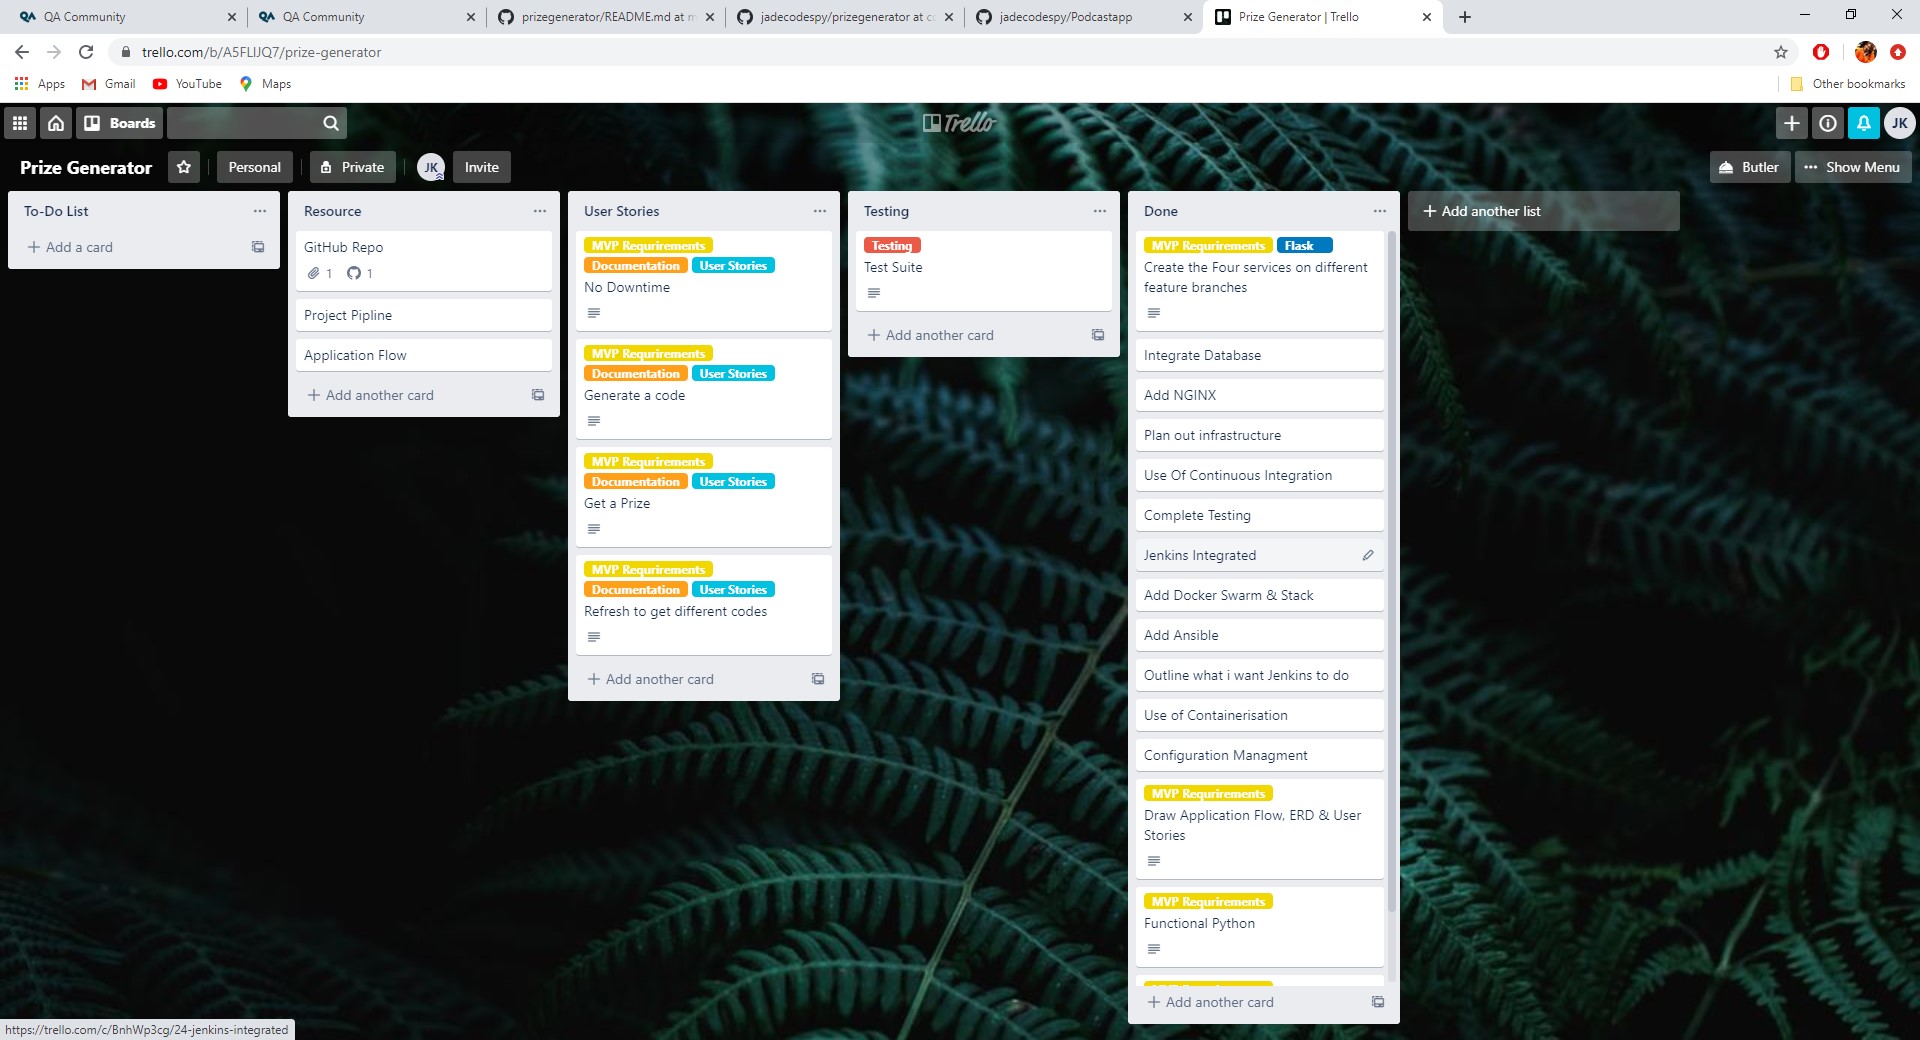 QA Community
QA Community
prizegenerator/README.md at m
jadecodespy/prizegenerator at co
jadecodespy/Podcastapp
Prize Generator | Trello
trello.com/b/A5FLIJQ7/prize-generator
Apps
Gmail
YouTube
Maps
Other bookmarks
Boards
Trello
JK
Prize Generator
Personal
Private
JK
Invite
Butler
Show Menu
To-Do List
Add a card
Resource
GitHub Repo
1 1
Project Pipline
Application Flow
Add another card
User Stories
MVP Requrirements
Documentation User Stories
No Downtime
MVP Requrirements
Documentation User Stories
Generate a code
MVP Requrirements
Documentation User Stories
Get a Prize
MVP Requrirements
Documentation User Stories
Refresh to get different codes
Add another card
Testing
Testing
Test Suite
Add another card
Done
MVP Requrirements Flask
Create the Four services on different
feature branches
Integrate Database
Add NGINX
Plan out infrastructure
Use Of Continuous Integration
Complete Testing
Jenkins Integrated
Add Docker Swarm & Stack
Add Ansible
Outline what i want Jenkins to do
Use of Containerisation
Configuration Managment
MVP Requrirements
Draw Application Flow, ERD & User
Stories
MVP Requrirements
Functional Python
Add another card
Add another list
https://trello.com/c/BnhWp3cg/24-jenkins-integrated